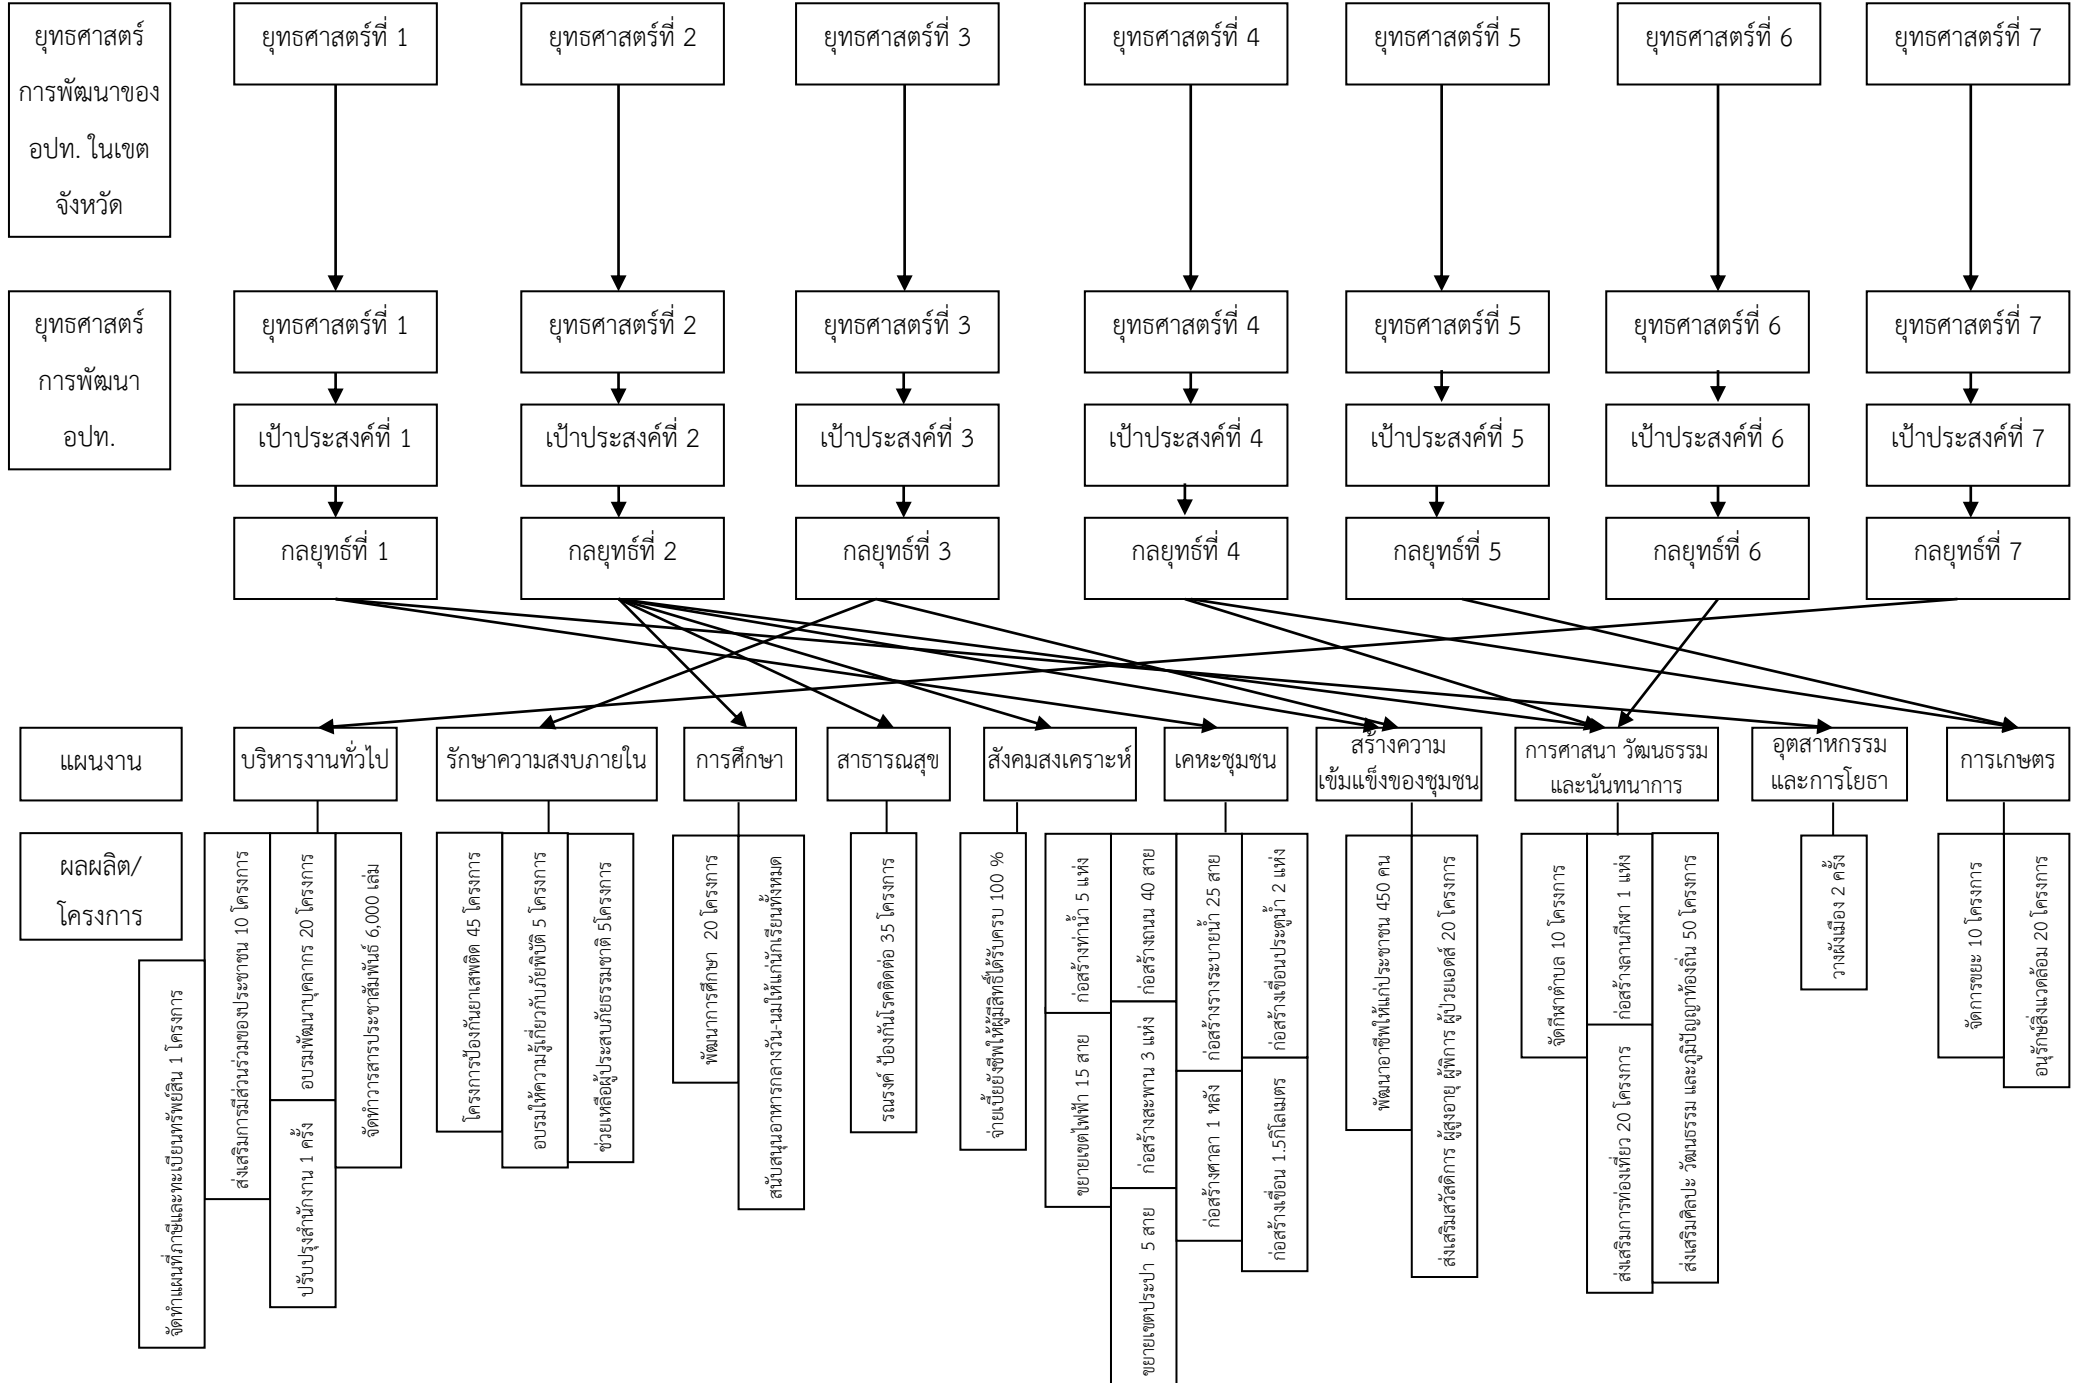 ยุทธศาสตร์
การพัฒนาของ
อปท. ในเขต
จังหวัด
ยุทธศาสตร์ที่ 1
ยุทธศาสตร์ที่ 2
ยุทธศาสตร์ที่ 3
ยุทธศาสตร์ที่ 4
ยุทธศาสตร์ที่ 5
ยุทธศาสตร์ที่ 6
ยุทธศาสตร์ที่ 7
ยุทธศาสตร์
การพัฒนา
อปท.
ยุทธศาสตร์ที่ 1
ยุทธศาสตร์ที่ 2
ยุทธศาสตร์ที่ 3
ยุทธศาสตร์ที่ 4
ยุทธศาสตร์ที่ 5
ยุทธศาสตร์ที่ 6
ยุทธศาสตร์ที่ 7
เป้าประสงค์ที่ 1
เป้าประสงค์ที่ 2
เป้าประสงค์ที่ 3
เป้าประสงค์ที่ 4
เป้าประสงค์ที่ 5
เป้าประสงค์ที่ 6
เป้าประสงค์ที่ 7
กลยุทธ์ที่ 1
กลยุทธ์ที่ 2
กลยุทธ์ที่ 3
กลยุทธ์ที่ 4
กลยุทธ์ที่ 5
กลยุทธ์ที่ 6
กลยุทธ์ที่ 7
แผนงาน
บริหารงานทั่วไป
รักษาความสงบภายใน
การศึกษา
สาธารณสุข
สังคมสงเคราะห์
เคหะชุมชน
สร้างความ
เข้มแข็งของชุมชน
การศาสนา วัฒนธรรม
และนันทนาการ
อุตสาหกรรม
และการโยธา
การเกษตร
ผลผลิต/
โครงการ
จัดทำแผนที่ภาษีและทะเบียนทรัพย์สิน 1 โครงการ
ส่งเสริมการมีส่วนร่วมของประชาชน 10 โครงการ
อบรมพัฒนาบุคลากร 20 โครงการ
ปรับปรุงสำนักงาน 1 ครั้ง
จัดทำวารสารประชาสัมพันธ์ 6,000 เล่ม
โครงการป้องกันยาเสพติด 45 โครงการ
อบรมให้ความรู้เกี่ยวกับภัยพิบัติ 5 โครงการ
ช่วยเหลือผู้ประสบภัยธรรมชาติ 5โครงการ
พัฒนาการศึกษา 20 โครงการ
สนับสนุนอาหารกลางวัน-นมให้แก่นักเรียนทั้งหมด
รณรงค์ ป้องกันโรคติดต่อ 35 โครงการ
จ่ายเบี้ยยังชีพให้ผู้มีสิทธิ์ได้รับครบ 100 %
ก่อสร้างท่าน้ำ 5 แห่ง
ขยายเขตไฟฟ้า 15 สาย
ก่อสร้างถนน 40 สาย
ก่อสร้างสะพาน 3 แห่ง
ขยายเขตประปา 5 สาย
ก่อสร้างรางระบายน้ำ 25 สาย
ก่อสร้างศาลา 1 หลัง
ก่อสร้างเขื่อนประตูน้ำ 2 แห่ง
ก่อสร้างเขื่อน 1.5กิโลเมตร
พัฒนาอาชีพให้แก่ประชาชน 450 คน
ส่งเสริมสวัสดิการ ผู้สูงอายุ ผู้พิการ ผู้ป่วยเอดส์ 20 โครงการ
จัดกีฬาตำบล 10 โครงการ
ก่อสร้างลานกีฬา 1 แห่ง
ส่งเสริมการท่องเที่ยว 20 โครงการ
ส่งเสริมศิลปะ วัฒนธรรม และภูมิปัญญาท้องถิ่น 50 โครงการ
วางผังเมือง 2 ครั้ง
จัดการขยะ 10 โครงการ
อนุรักษ์สิ่งแวดล้อม 20 โครงการ